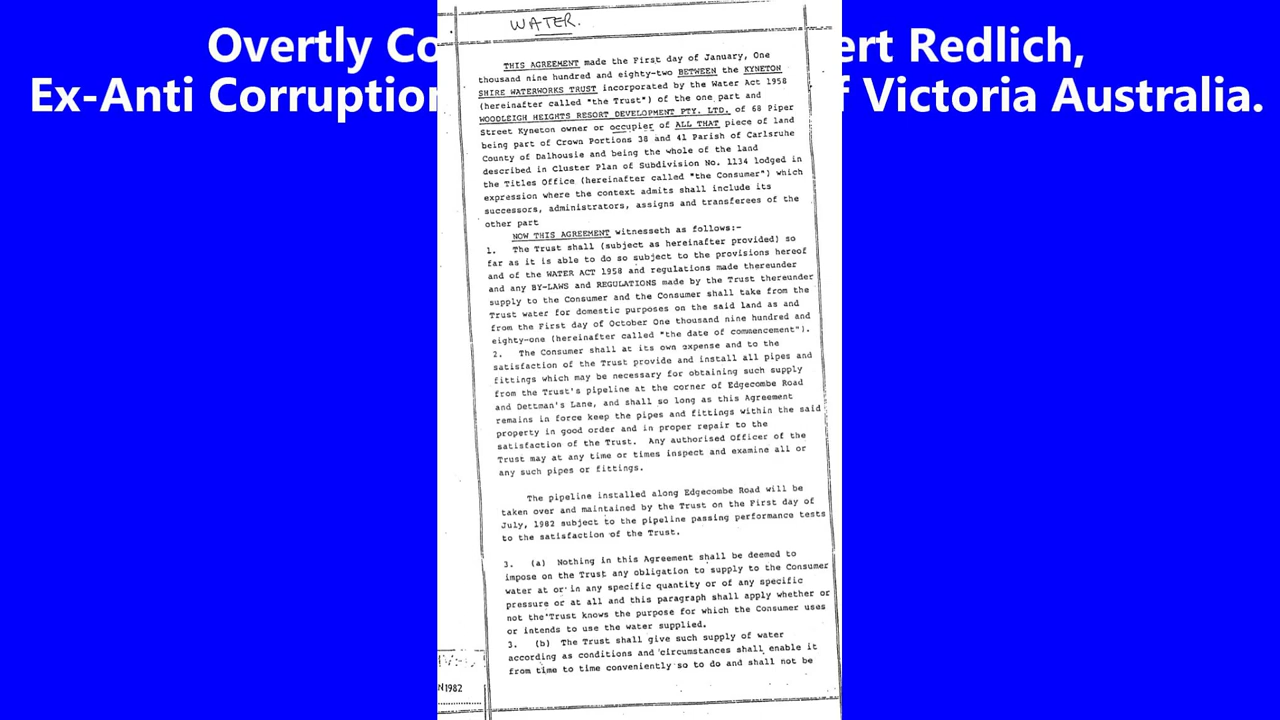 Overtly Co ert Redlich,
Ex-Anti Corruption f Victoria Australia.
WATER.
THIS AGREEMENT made the First day of January, One
thousand nine hundred and eighty-two BETWEEN the KYNETON
SHIRE WATERWORKS TRUST incorporated by the Water Act 1958
(hereinafter called "the Trust") of the one part and
WOODLEIGH HEIGHTS RESORT DEVELOPMENT PTY. LTD. of 68 Piper
Street Kyneton owner or occupier of ALL THAT piece of land
being part of Crown Portions 38 and 41 Parish of Carlsruhe
County of Dalhousie and being the whole of the land
described in Cluster Plan of Subdivision No. 1134 lodged in
the Titles Office (hereinafter called "the Consumer") which
expression where the context admits shall include its
successors, administrators, assigns and transferees of the
other part
NOW THIS AGREEMENT witnesseth as follows:-
1. The Trust shall (subject as hereinafter provided) so
far as it is able to do so subject to the provisions hereof
and of the WATER ACT 1958 and regulations made thereunder
and any BY-LAWS and REGULATIONS made by the Trust thereunder
supply to the Consumer and the Consumer shall take from the
Trust water for domestic purposes on the said land as and
from the First day of October One thousand nine hundred and
eighty-one (hereinafter called "the date of commencement").
2. The Consumer shall at its own expense and to the
satisfaction of the Trust provide and install all pipes and
fittings which may be necessary for obtaining such supply
from the Trust's pipeline at the corner of Edgecombe Road
and Dettman's Lane, and shall so long as this Agreement
remains in force keep the pipes and fittings within the said
property in good order and in proper repair to the
satisfaction of the Trust. Any authorised Officer of the
Trust may at any time or times inspect and examine all or
any such pipes or fittings.
The pipeline installed along Edgecombe Road will be
taken over and maintained by the Trust on the First day of
July, 1982 subject to the pipeline passing performance tests
to the satisfaction of the Trust.
3. (a) Nothing in this Agreement shall be deemed to
impose on the Trust any obligation to supply to the Consumer
water at or in any specific quantity or of any specific
pressure or at all and this paragraph shall apply whether or
not the Trust knows the purpose for which the Consumer uses
or intends to use the water supplied.
3. (b) The Trust shall give such supply of water
according as conditions and circumstances shall enable it
from time to time conveniently so to do and shall not be
N1982